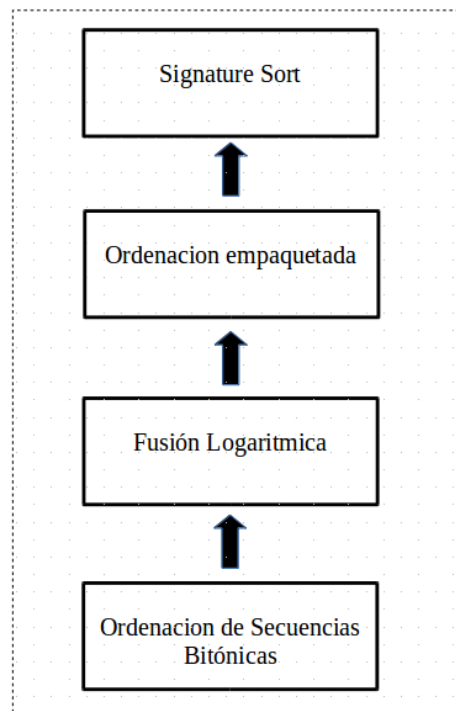 Signature Sort
Ordenacion empaquetada
Fusión Logaritmica
Ordenacion de Secuencias
Bitónicas